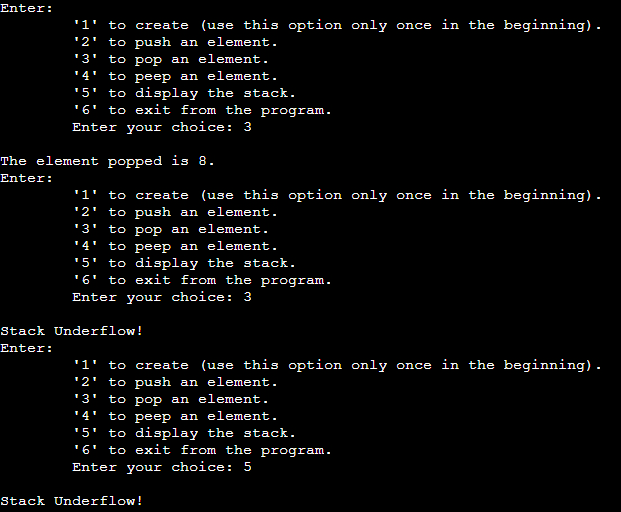 Enter:
'1' to create (use this option only once in the beginning).
'2' to push an element.
'3' to pop an element.
'4' to peep an element.
'5' to display the stack.
'6' to exit from the program.
Enter your choice: 3
The element popped is 8.
Enter:
'1' to create (use this option only once in the beginning).
'2' to push an element.
'3' to pop an element.
'4' to peep an element.
'5' to display the stack.
'6' to exit from the program.
Enter your choice: 3
Stack Underflow!
Enter:
'1' to create (use this option only once in the beginning).
'2' to push an element.
'3' to pop an element.
'4' to peep an element.
'5' to display the stack.
'6' to exit from the program.
Enter your choice: 5
Stack Underflow!